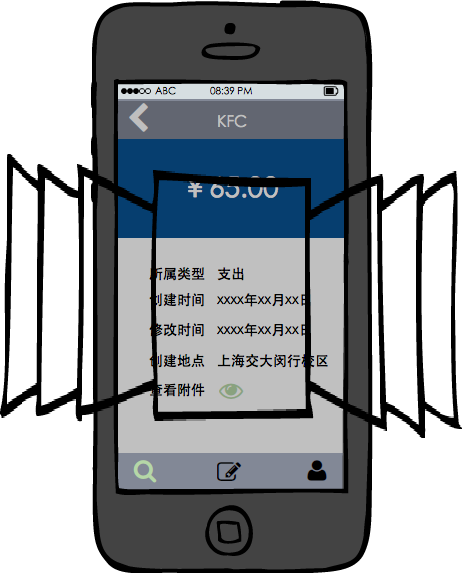 ABC 08:39 PM
KFC
¥ 65.00
所属类型 支出
创建时间 xxxx年xx月xx日
修改时间 xxxx年xx月xx日
创建地点 上海交大闵行校区
查看附件